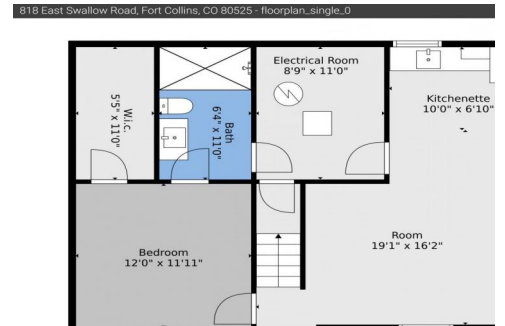 818 East Swallow Road, Fort Collins, CO 80525 - floorplan_single_0
Electrical Room
8'9" x 11'0"
Kitchenette
10'0" x 6'10"
W.i.c.
5'5" x 11'0"
Bath
6'4" x 11'0"
Room
19'1" x 16'2"
Bedroom
12'0" x 11'11"